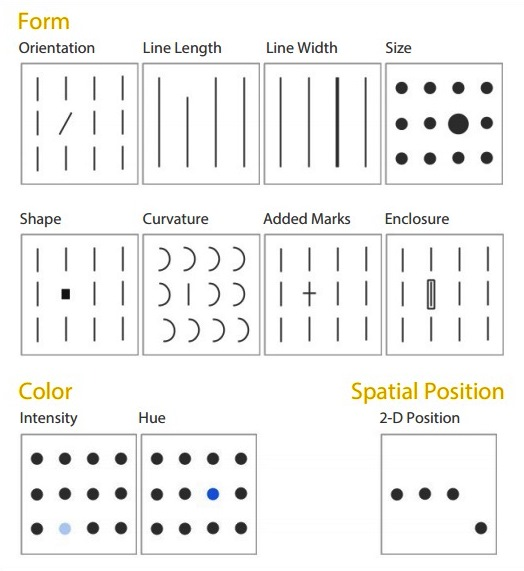 Form
Orientation
Line Length
Line Width
Size
Shape
Curvature
Added Marks
Enclosure
Color
Spatial Position
Intensity
Hue
2-D Position